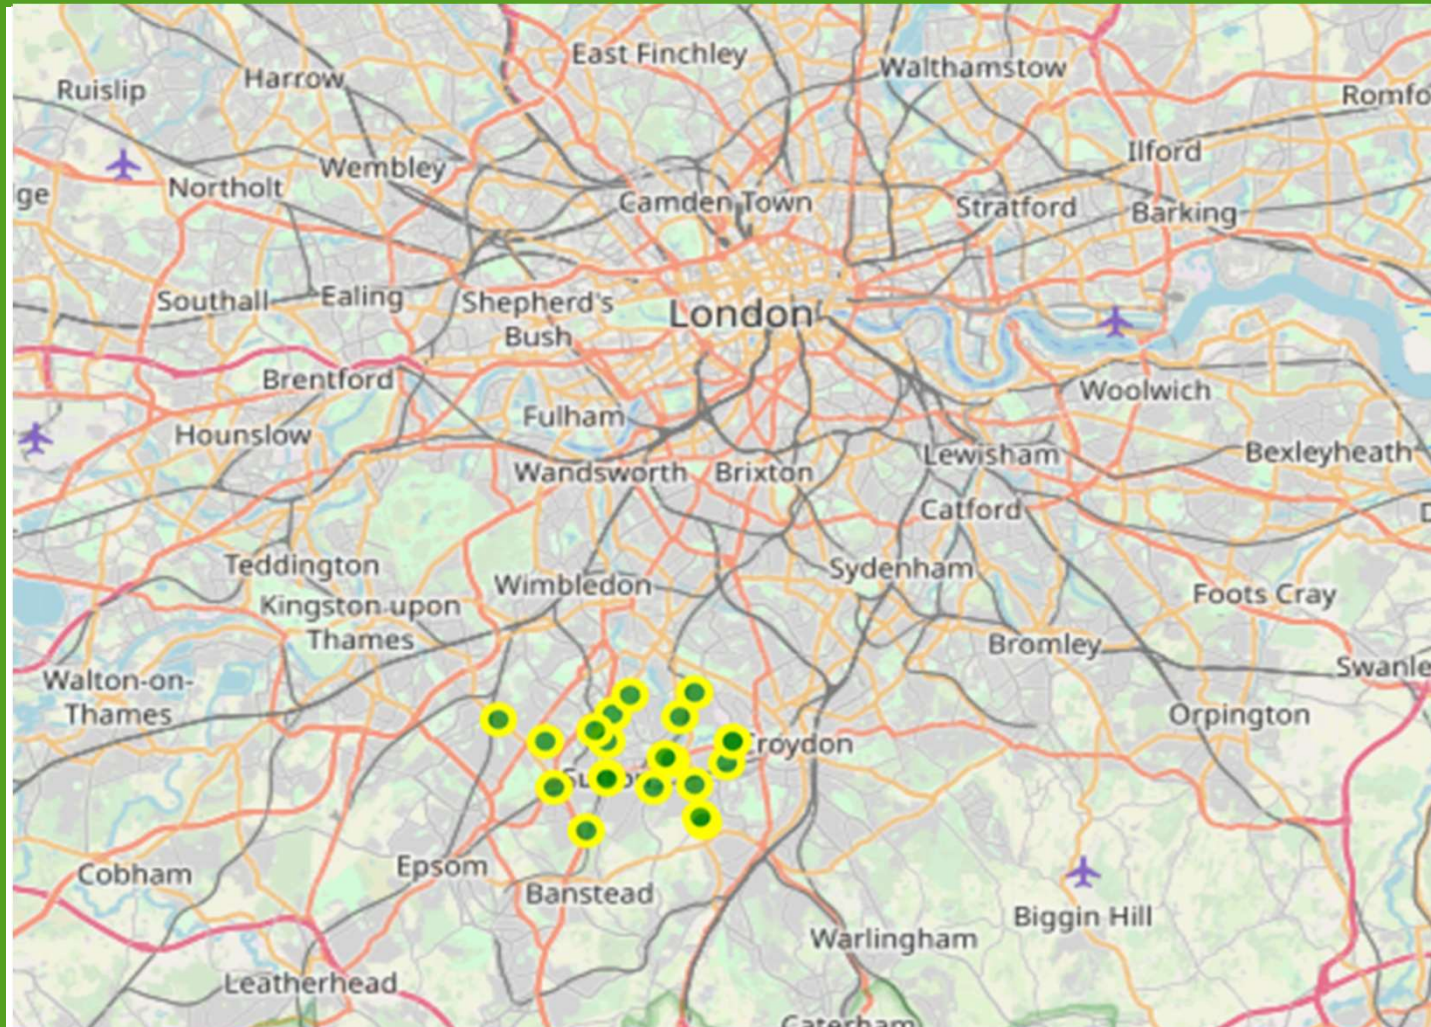 East Finchley
Walthamstow
Harrow
Ruislip
Romfo
Ilford
Wembley
Northolt
ge
Camden Town
Stratford
Barking
Southall
Ealing
Shepherd's
Bush
London
Brentford
Woolwich
Fulham
Hounslow
Lewisham
Bexleyheath
Wandsworth
Brixton
Catford
D
Teddington
Sydenham
Wimbledon
Foots Cray
Kingston upon
Thames
Bromley
Swanle
Walton-on-
Thames
Orpington
Croydon
Epsom
Cobham
Banstead
Biggin Hill
Warlingham
Leatherhead
Caterham